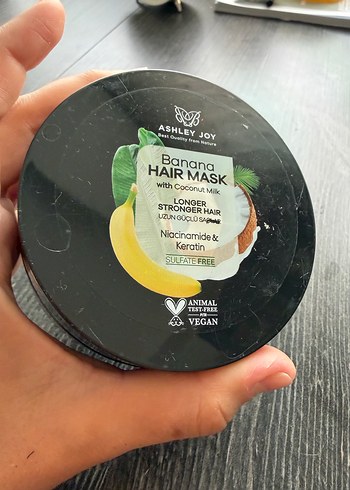 ASHLEY JOY
Best Quality from Nature
Banana
HAIR MASK
with Coconut Milk
LONGER
STRONGER HAIR
UZUN GÜÇLÜ
Niacinamide &
Keratin
SULFATE FREE
ANIMAL
TEST-FREE
VEGAN